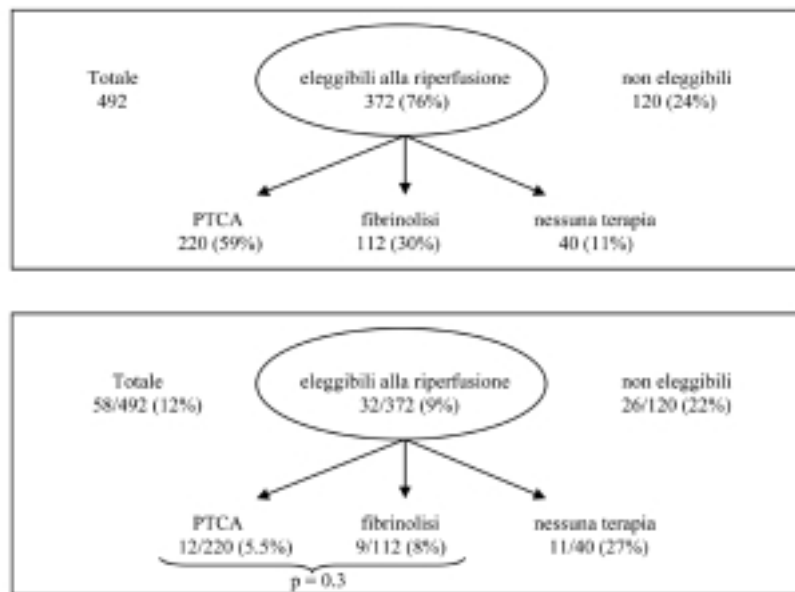 Totale eleggibili alla riperfusione non eleggibili
492 372 (76%) 120 (24%)
PTCA fibrinolisi nessuna terapia
220 (59%) 112 (30%) 40 (11%)
Totale eleggibili alla riperfusione non eleggibili
58/492 (12%) 32/372 (9%) 26/120 (22%)
PTCA fibrinolisi nessuna terapia
12/220 (5.5%) 9/112 (8%) 11/40 (27%)
p = 0.3